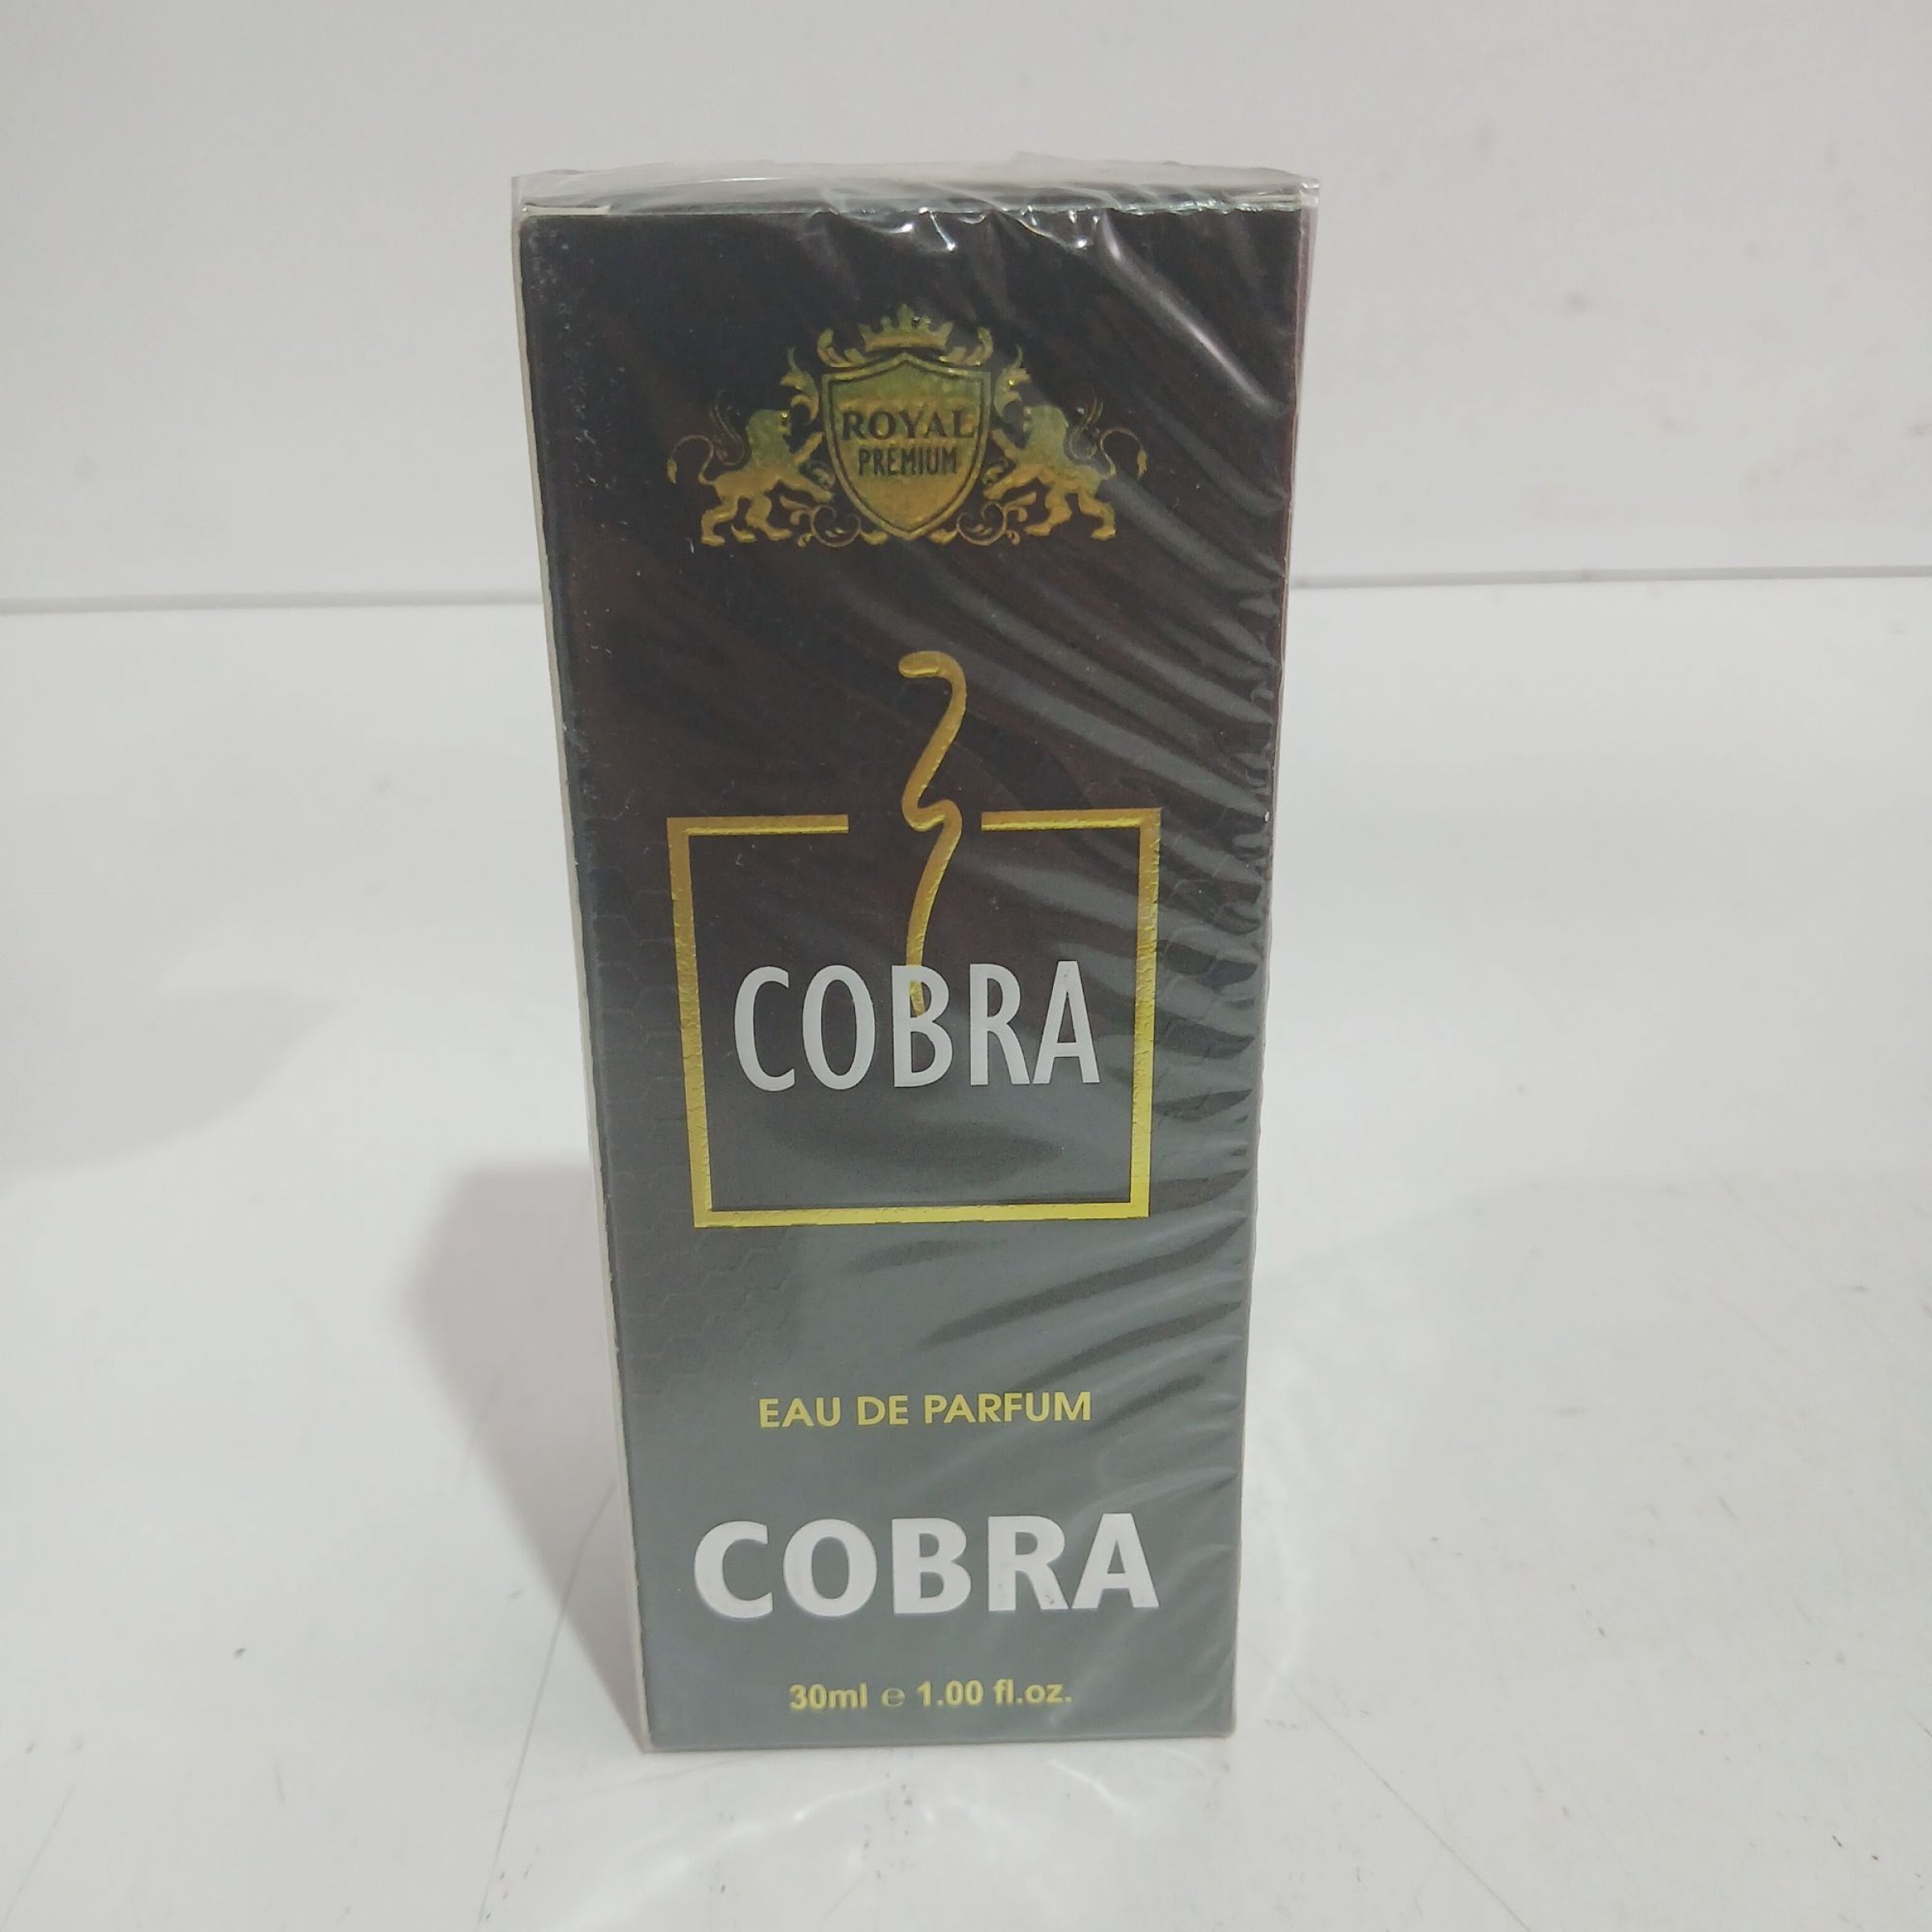 ROYAL
PREMIUM
COBRA
EAU DE PARFUM
COBRA
30ml ℮ 1.00 fl.oz.